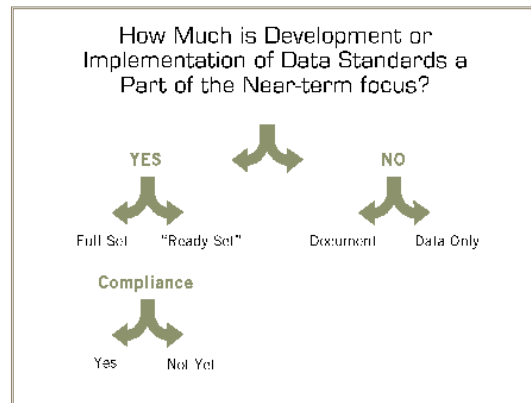 How Much is Development or
Implementation of Data Standards a
Part of the Near-term focus?
YES NO
Full Set "Ready Set" Document Data Only
Compliance
Yes Not Yet